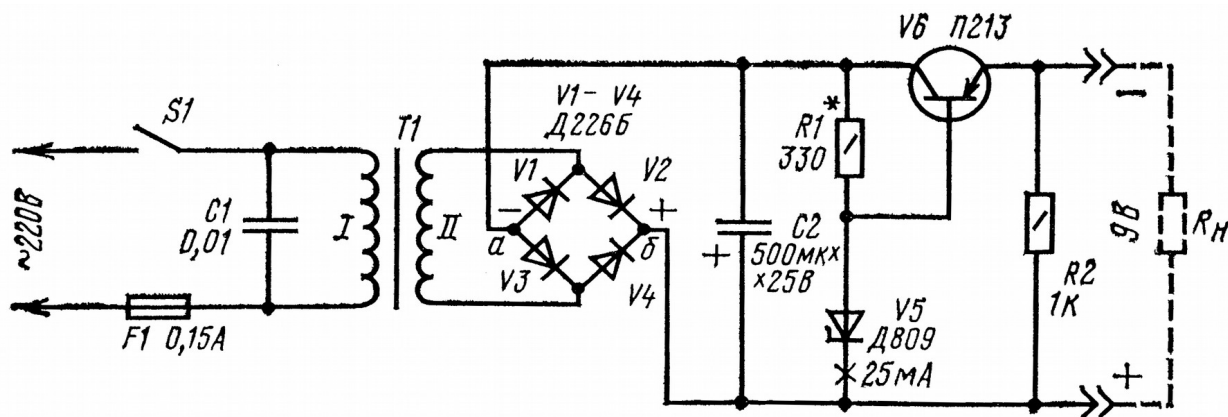 V6 П213
S1
V1- V4
Д226Б
T1
*
R1
330
V1
V2
~220В
C1
0,01
I
II
-
+
а
б
V3
V4
C2
+
500мк×
×25В
F1 0,15А
V5
Д809
25мА
R2
1К
-
9В
Rн
+